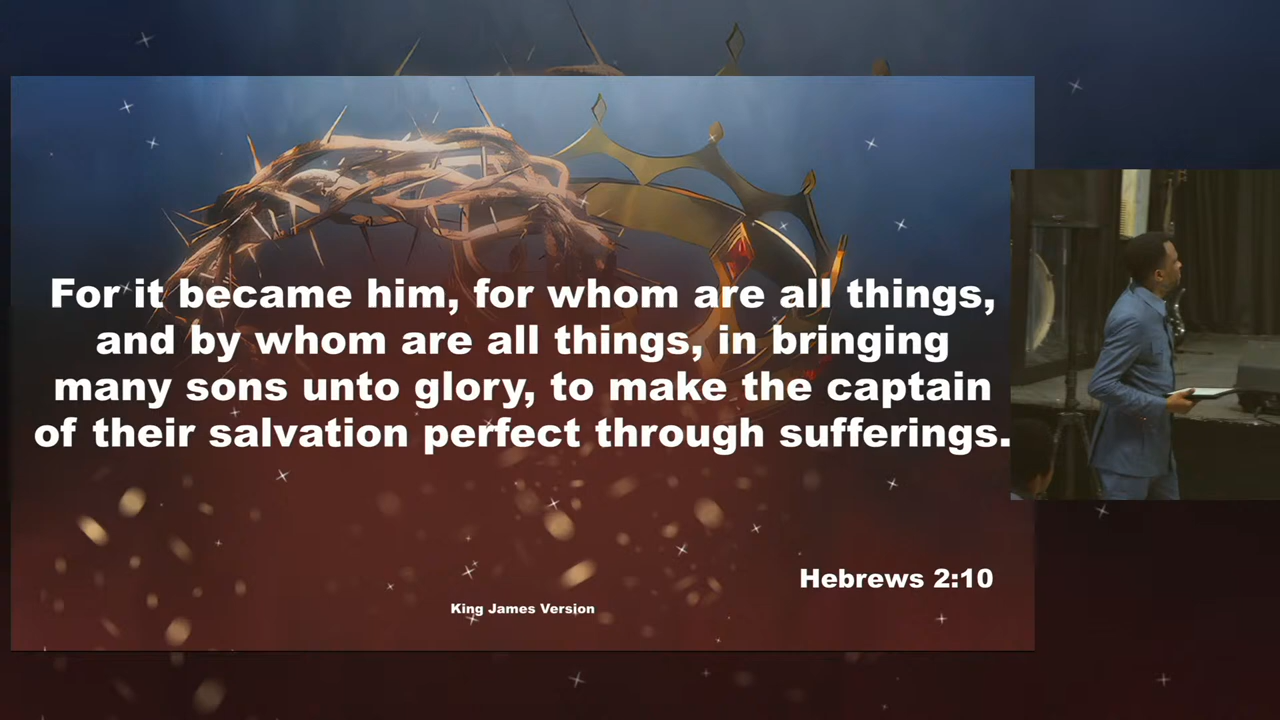 For it became him, for whom are all things,
and by whom are all things, in bringing
many sons unto glory, to make the captain
of their salvation perfect through sufferings.
Hebrews 2:10
King James Version